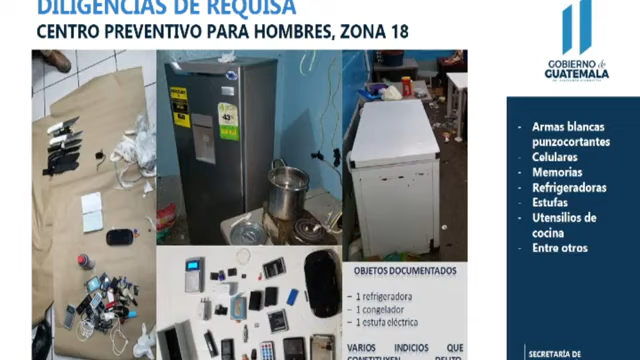 DILIGENCIAS DE REQUISA
CENTRO PREVENTIVO PARA HOMBRES, ZONA 18
GOBIERNO de
GUATEMALA
- Armas blancas
punzocortantes
- Celulares
- Memorias
- Refrigeradoras
- Estufas
- Utensilios de
cocina
- Entre otros
OBJETOS DOCUMENTADOS
— 1 refrigeradora
— 1 congelador
— 1 estufa eléctrica
VARIOS INDICIOS QUE
CONSTITUYEN DELITO
SECRETARÍA DE